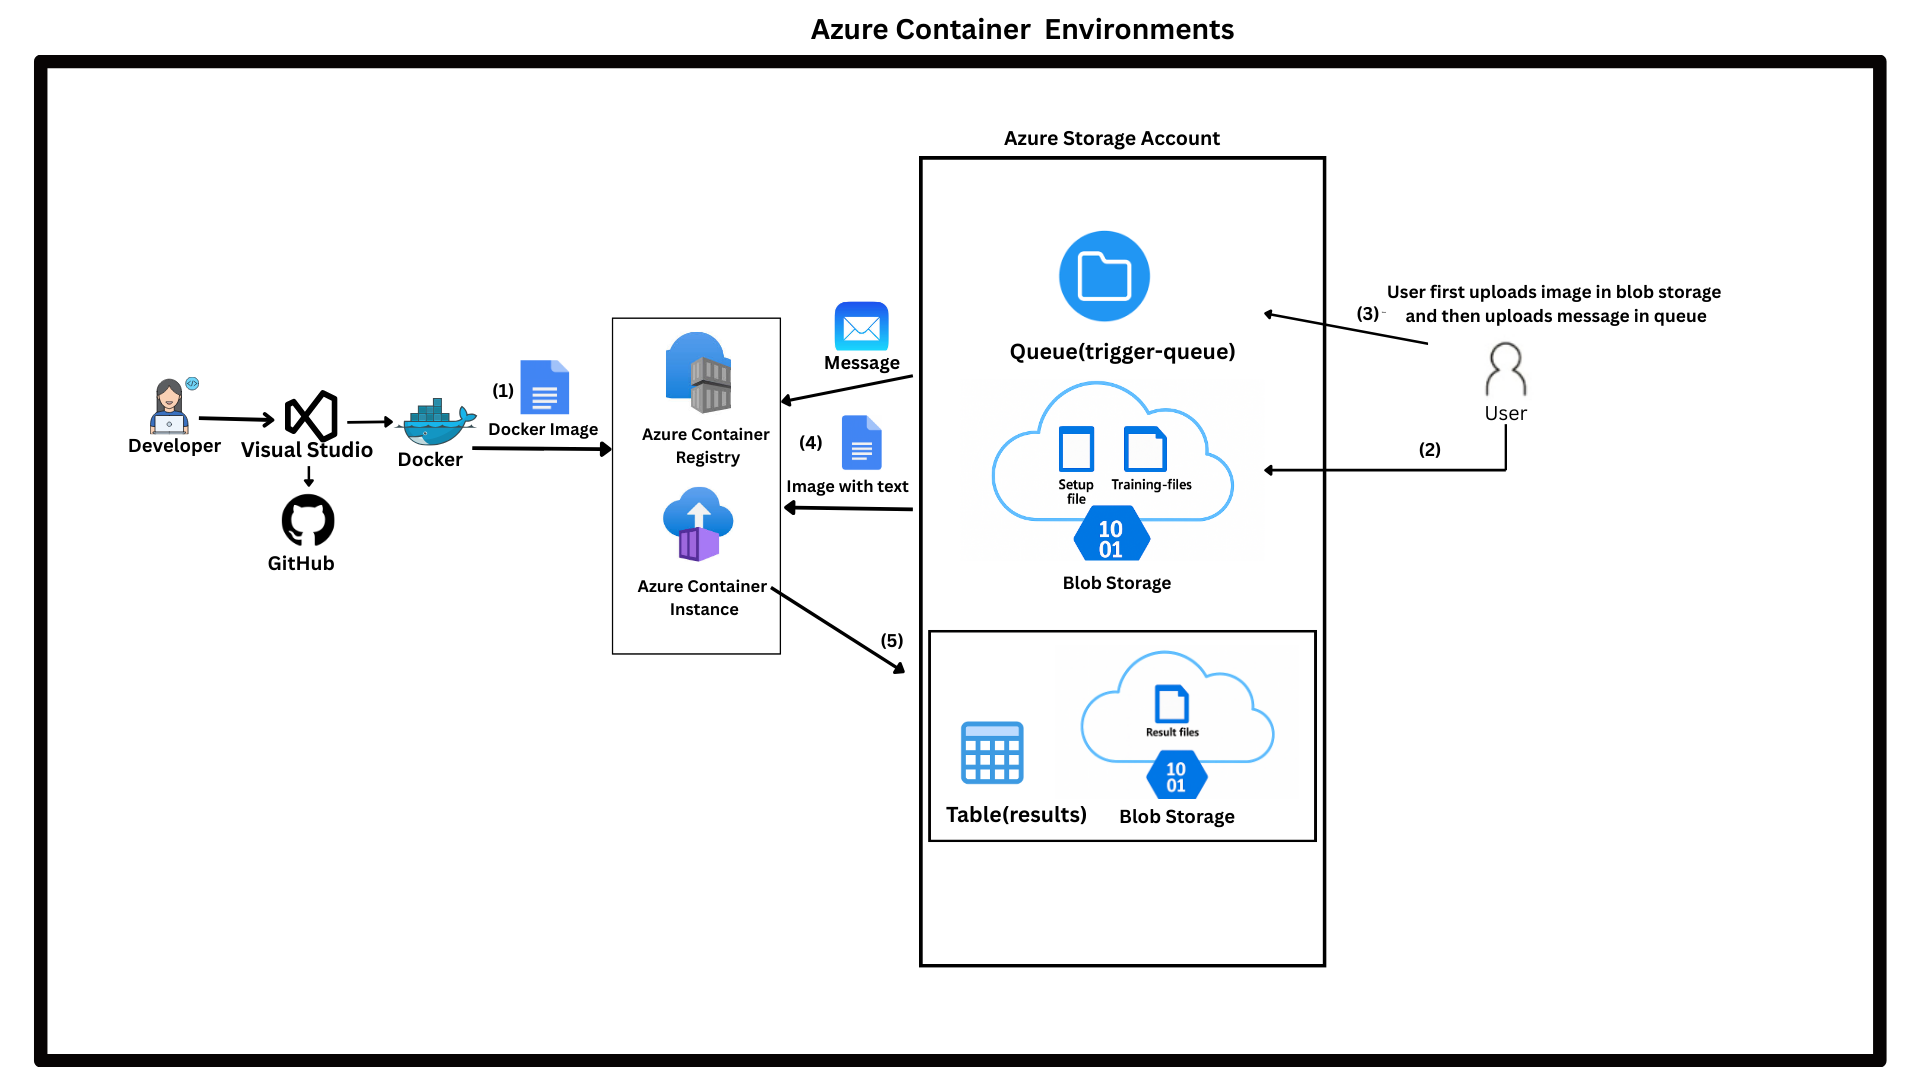 Azure Container Environments
Azure Storage Account
Queue(trigger-queue)
User first uploads image in blob storage
(3)- and then uploads message in queue
User
(2)
Message
(1)
Docker Image
Developer
Visual Studio
Docker
GitHub
Azure Container
Registry
(4)
Image with text
Azure Container
Instance
(5)
Setup
file
Training-files
10
01
Blob Storage
Result files
10
01
Table(results)
Blob Storage